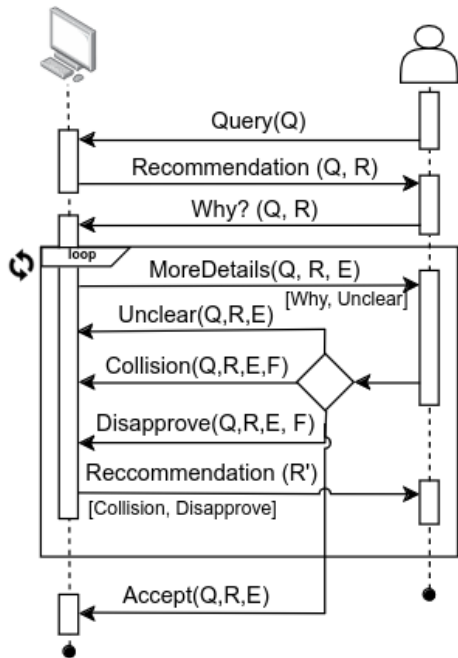 Query(Q)
Recommendation (Q, R)
Why? (Q, R)
loop
MoreDetails(Q, R, E)
[Why, Unclear]
Unclear(Q,R,E)
Collision(Q,R,E,F)
Disapprove(Q,R,E, F)
Reccommendation (R')
[Collision, Disapprove]
Accept(Q,R,E)